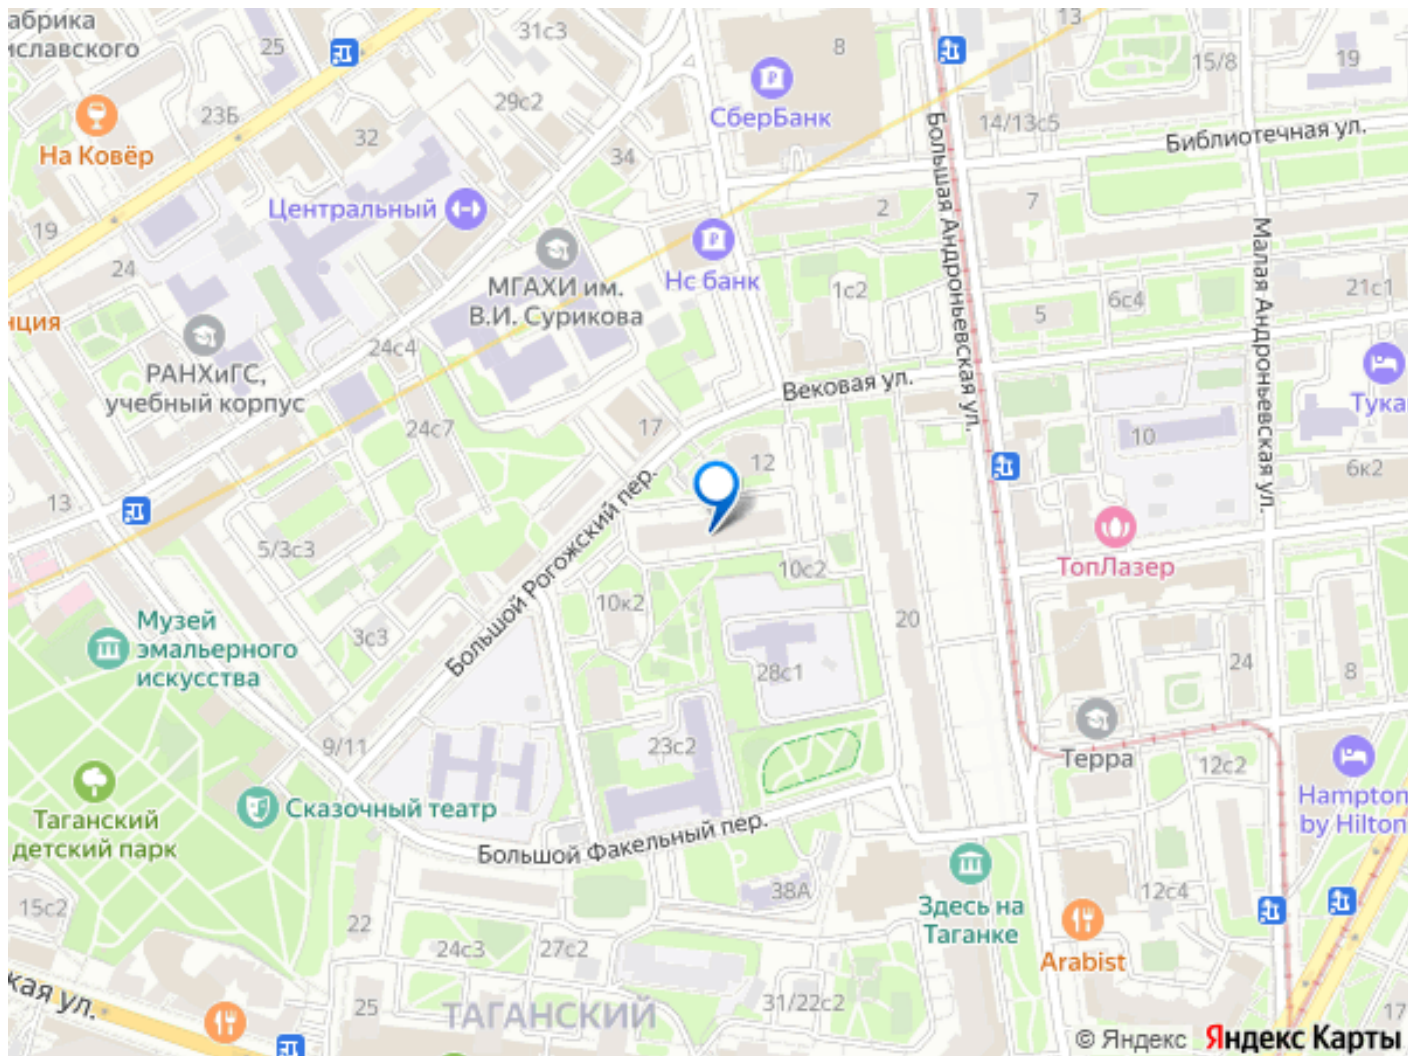 абрика
иславского
25
31с3
8
13
15/8
19
СберБанк
23Б
29с2
32
34
14/13с5
Библиотечная ул.
На Ковёр
Центральный
2
7
Большая Андроньевская ул.
Малая Андроньевская ул.
19
24
МГАХИ им.
В.И. Сурикова
Нс банк
1с2
5
6с4
21с1
нция
РАНХиГС,
учебный корпус
24с4
Вековая ул.
Тука
24с7
17
12
10
6к2
13
5/3с3
Большой Рогожский пер.
10с2
ТопЛазер
10к2
20
3с3
Музей
эмальерного
искусства
28с1
24
8
9/11
23с2
Терра
12с2
Таганский
детский парк
Сказочный театр
Hampton
by Hilton
Большой Факельный пер.
38А
12с4
Здесь на
Таганке
15с2
22
24с3
27с2
Arabist
кая ул.
25
ТАГАНСКИЙ
31/22с2
17
© Яндекс Яндекс Карты